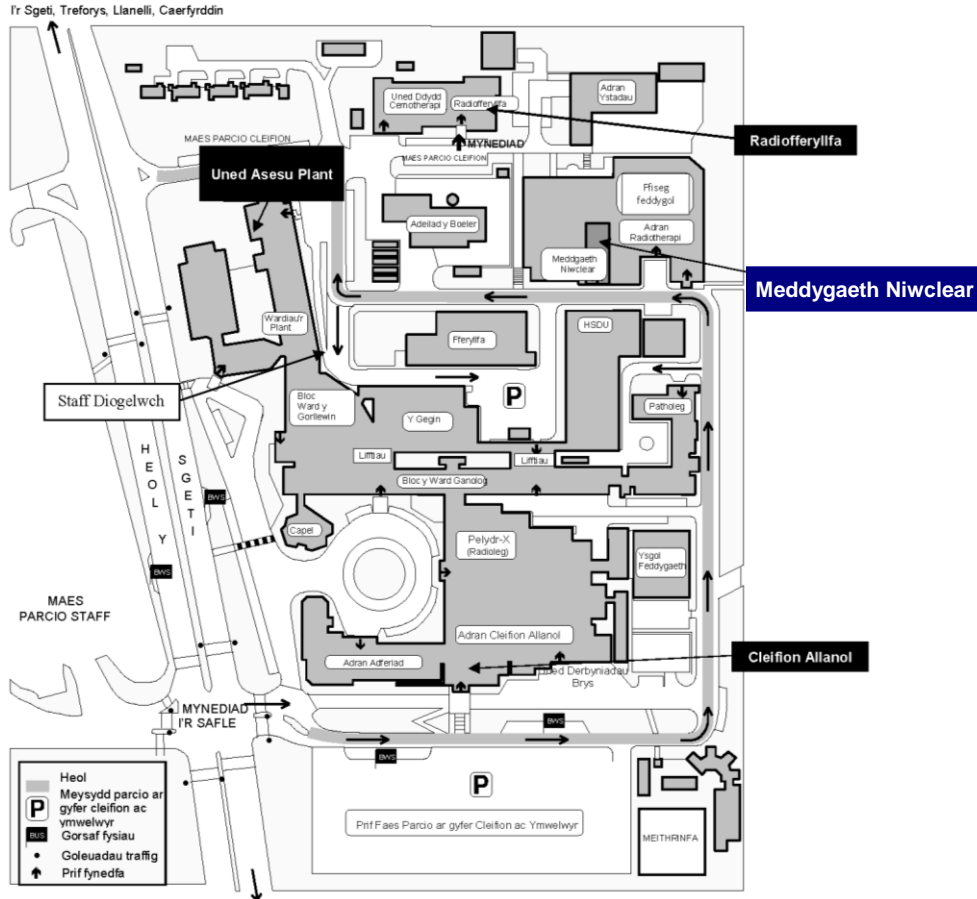 I'r Sgeti, Treforys, Llanelli, Caerfyrddin
Uned Ddydd
Cemotherapi
Radiofferyllfa
Adran
Ystadau
MAES PARCIO CLEIFION
MYNEDIAD
MAES PARCIO CLEIFION
Radiofferyllfa
Uned Asesu Plant
Ffiseg
feddygol
Adeilad y Boeler
Adran
Radiotherapi
Meddgaeth
Niwclear
Meddygaeth Niwclear
Wardiau'r
Plant
Fferyllfa
HSDU
Staff Diogelwch
Bloc
Ward y
Gorllewin
Y Gegin
P
Patholeg
Lifftiau
Lifftiau
Bloc y Ward Ganolog
HEOL Y
SGETI
BWS
Capel
Pelydr-X
(Radioleg)
Ysgol
Feddygaeth
BWS
MAES
PARCIO STAFF
Adran Cleifion Allanol
Adran Adferiad
Cleifion Allanol
Uned Derbyniadau
Brys
MYNEDIAD
I'R SAFLE
BWS
BWS
P
Prif Faes Parcio ar gyfer Cleifion ac Ymwelwyr
MEITHRINFA
Heol
P
Meysydd parcio ar
gyfer cleifion ac
ymwelwyr
BUS
Gorsaf fysiau
Goleuadau traffig
Prif fynedfa